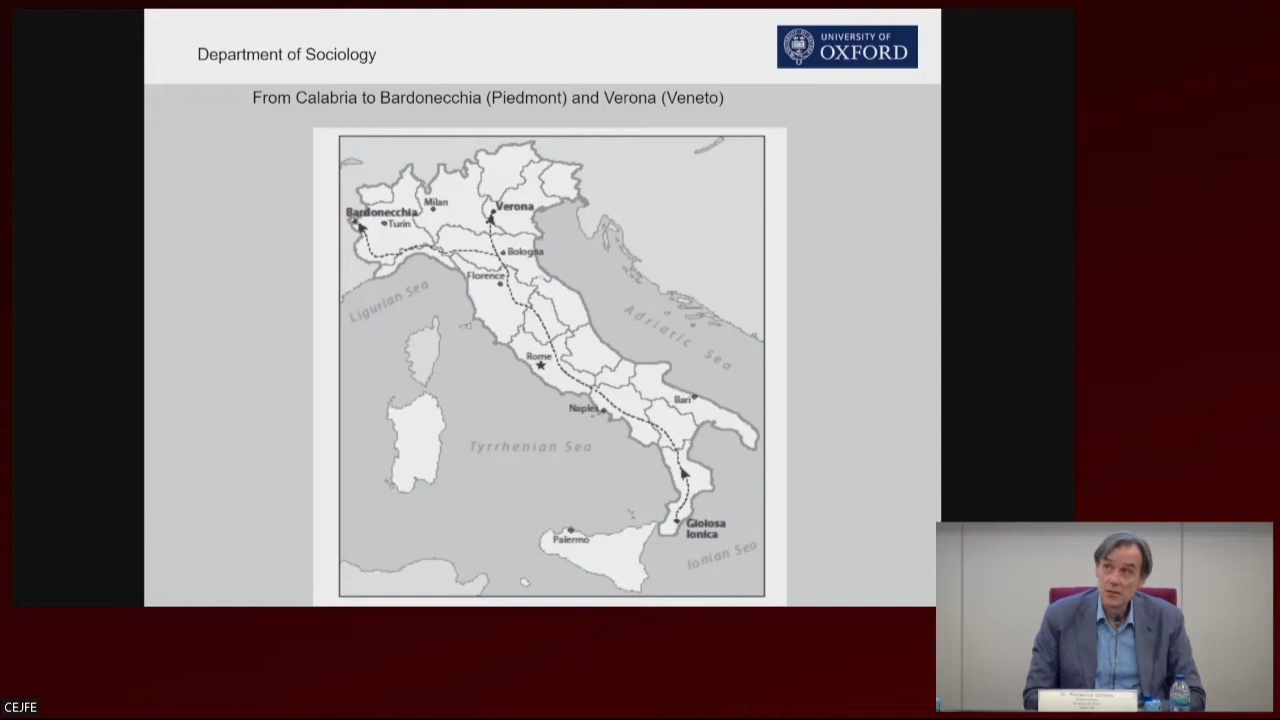 Department of Sociology
UNIVERSITY OF
OXFORD
From Calabria to Bardonecchia (Piedmont) and Verona (Veneto)
Milan
Verona
Bardonecchia
Turin
Bologna
Florence
Ligurian Sea
Adriatic Sea
Rome
Bari
Naples
Tyrrhenian Sea
Gioiosa
Ionica
Palermo
Ionian Sea
CEJFE